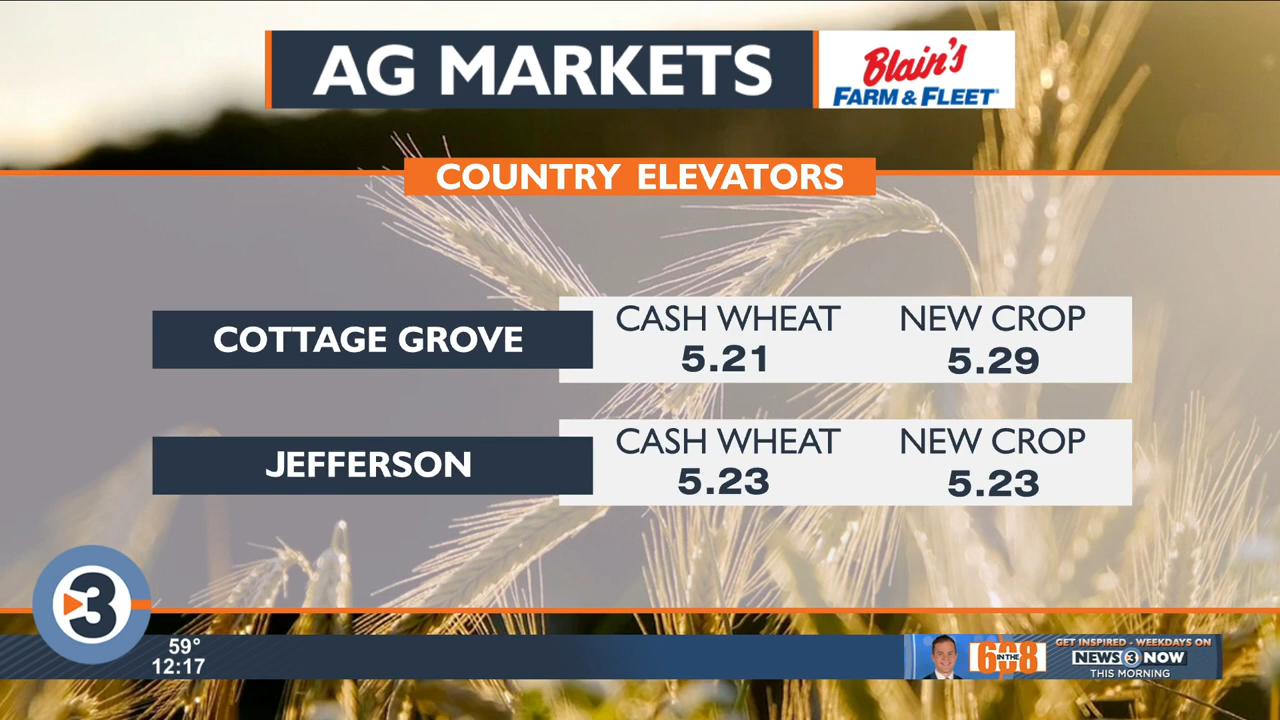 AG MARKETS
Blain's
FARM & FLEET
COUNTRY ELEVATORS
COTTAGE GROVE
CASH WHEAT
5.21
NEW CROP
5.29
JEFFERSON
CASH WHEAT
5.23
NEW CROP
5.23
3
59°
12:17
608
IN THE
GET INSPIRED - WEEKDAYS ON
NEWS 3 NOW
THIS MORNING